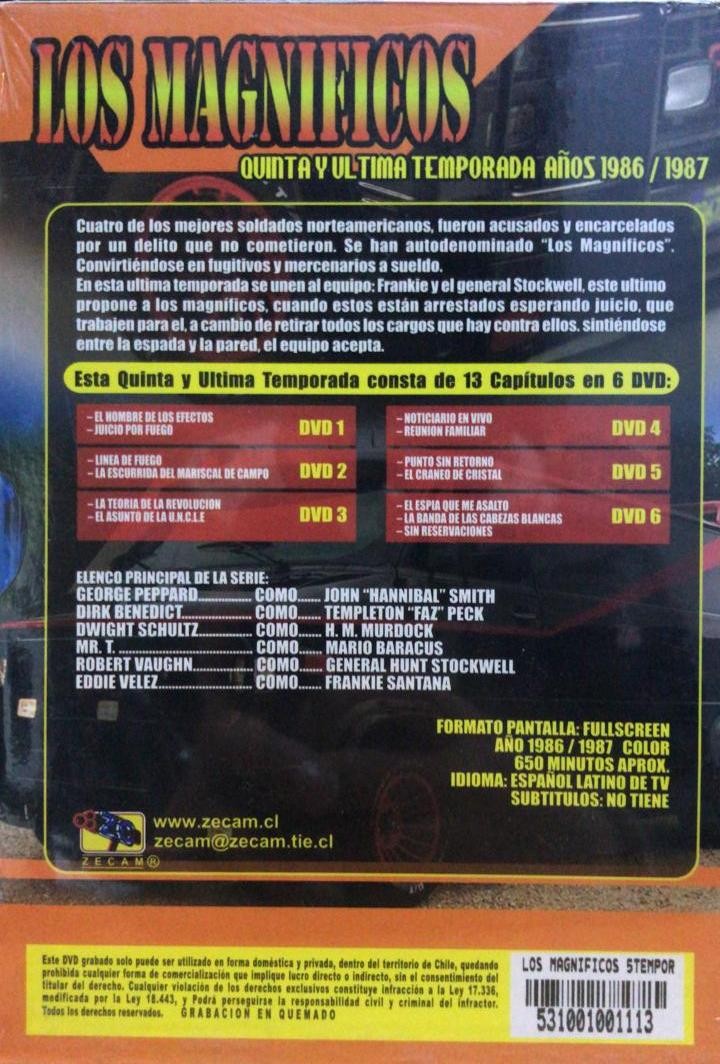 LOS MAGNIFICOS
QUINTA Y ULTIMA TEMPORADA AÑOS 1986 / 1987
Cuatro de los mejores soldados norteamericanos, fueron acusados y encarcelados
por un delito que no cometieron. Se han autodenominado "Los Magníficos".
Convirtiéndose en fugitivos y mercenarios a sueldo.
En esta ultima temporada se unen al equipo: Frankie y el general Stockwell, este ultimo
propone a los magníficos, cuando estos están arrestados esperando juicio, que
trabajen para el, a cambio de retirar todos los cargos que hay contra ellos. sintiéndose
entre la espada y la pared, el equipo acepta.
Esta Quinta y Ultima Temporada consta de 13 Capítulos en 6 DVD:
– EL HOMBRE DE LOS EFECTOS
– JUICIO POR FUEGO
DVD 1
– LINEA DE FUEGO
– LA ESCURRIDA DEL MARISCAL DE CAMPO
DVD 2
– LA TEORIA DE LA REVOLUCION
– EL ASUNTO DE LA U.N.C.L.E
DVD 3
– NOTICIARIO EN VIVO
– REUNION FAMILIAR
DVD 4
– PUNTO SIN RETORNO
– EL CRANEO DE CRISTAL
DVD 5
– EL ESPIA QUE ME ASALTO
– LA BANDA DE LAS CABEZAS BLANCAS
– SIN RESERVACIONES
DVD 6
ELENCO PRINCIPAL DE LA SERIE:
GEORGE PEPPARD............... COMO...... JOHN "HANNIBAL" SMITH
DIRK BENEDICT................... COMO...... TEMPLETON "FAZ" PECK
DWIGHT SCHULTZ............... COMO...... H. M. MURDOCK
MR. T. ................................... COMO...... MARIO BARACUS
ROBERT VAUGHN................ COMO...... GENERAL HUNT STOCKWELL
EDDIE VELEZ......................... COMO...... FRANKIE SANTANA
FORMATO PANTALLA: FULLSCREEN
AÑO 1986 / 1987 COLOR
650 MINUTOS APROX.
IDIOMA: ESPAÑOL LATINO DE TV
SUBTITULOS: NO TIENE
www.zecam.cl
zecam@zecam.tie.cl
ZECAM®
Este DVD grabado solo puede ser utilizado en forma doméstica y privada, dentro del territorio de Chile, quedando
prohibida cualquier forma de comercialización que implique lucro directo o indirecto, sin el consentimiento del
titular del derecho. Cualquier violación de los derechos exclusivos constituye infracción a la Ley 17.336,
modificada por la Ley 18.443, y Podrá perseguirse la responsabilidad civil y criminal del infractor.
Todos los derechos reservados. GRABACION EN QUEMADO
LOS MAGNIFICOS 5TEMPOR
531001001113